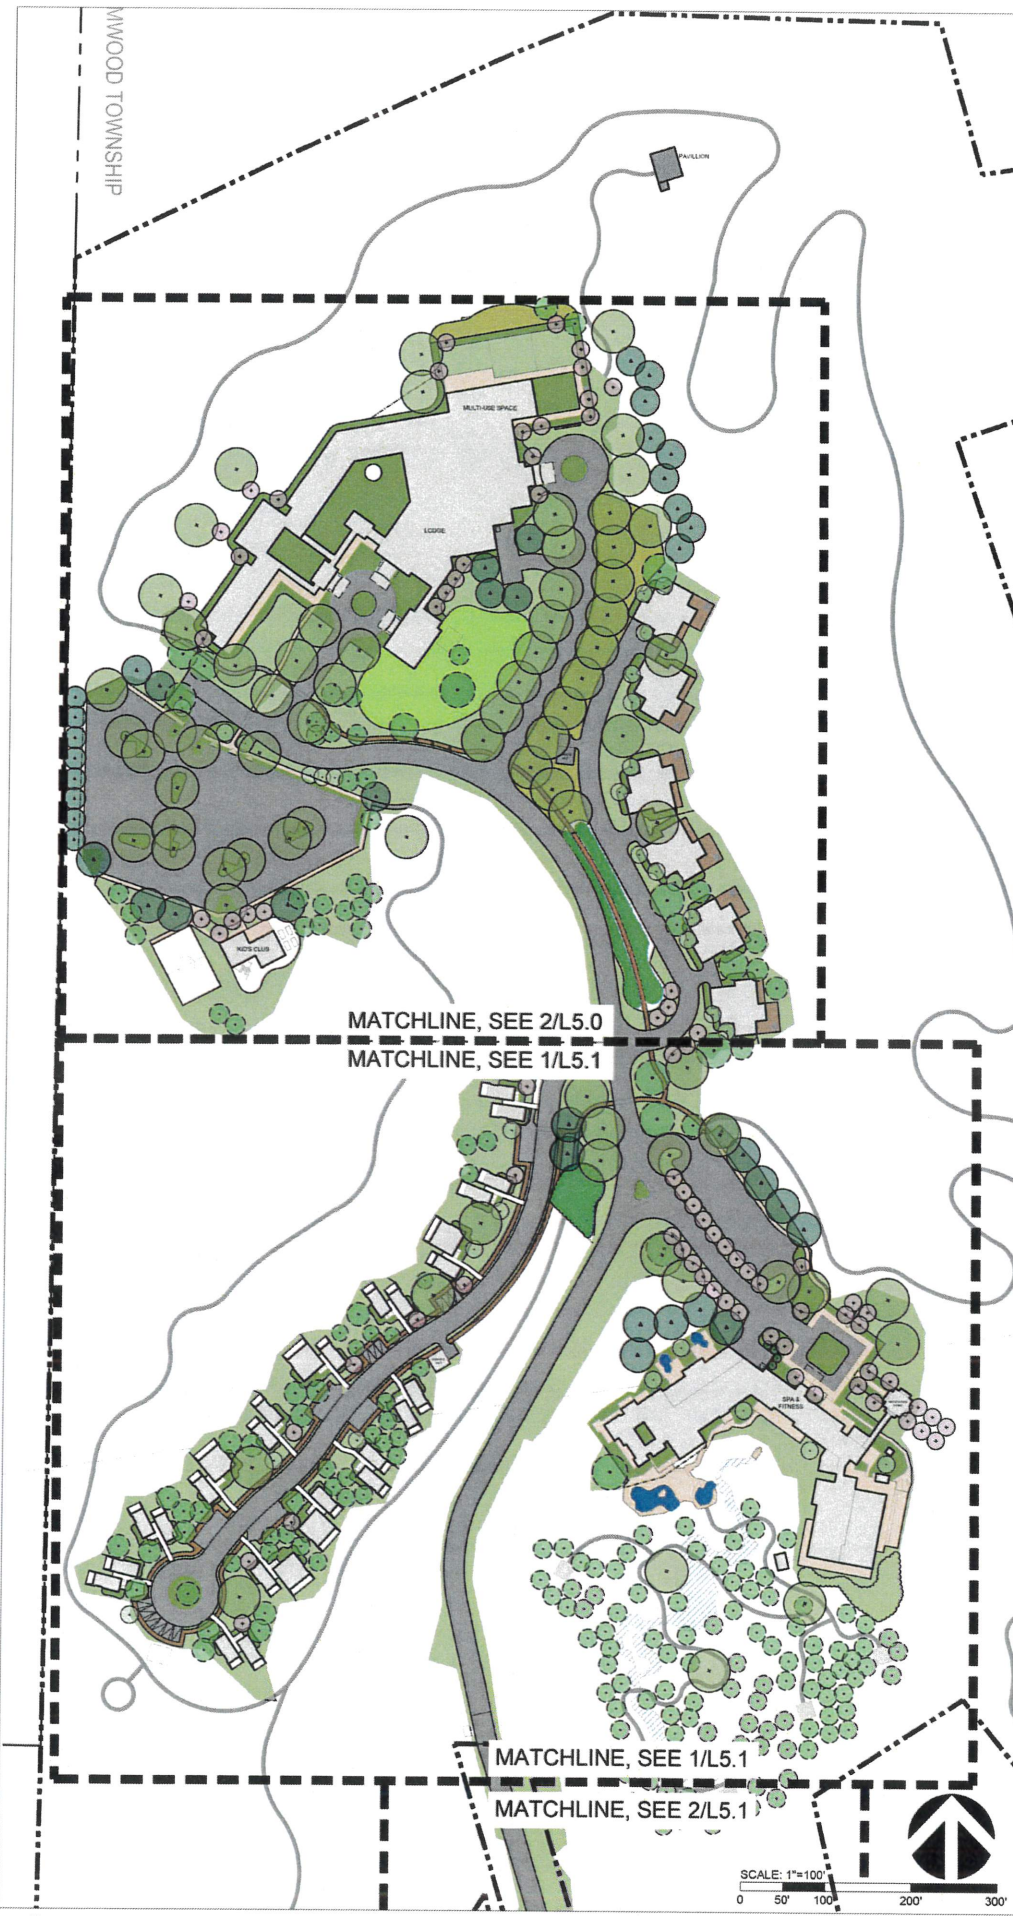 MWOOD TOWNSHIP
PAVILLION
MULTI-USE SPACE
LODGE
KID'S CLUB
MATCHLINE, SEE 2/L5.0
MATCHLINE, SEE 1/L5.1
SPA &
FITNESS
MATCHLINE, SEE 1/L5.1
MATCHLINE, SEE 2/L5.1
SCALE: 1"=100'
0 50' 100' 200' 300'